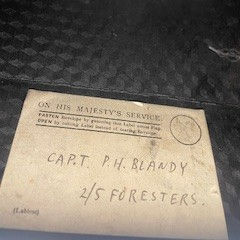 ON HIS MAJESTY'S SERVICE.
FASTEN Envelope by gumming this Label across Flap.
OPEN by cutting Label instead of tearing Envelope.
CAPT. P.H. BLANDY
2/5 FORESTERS.